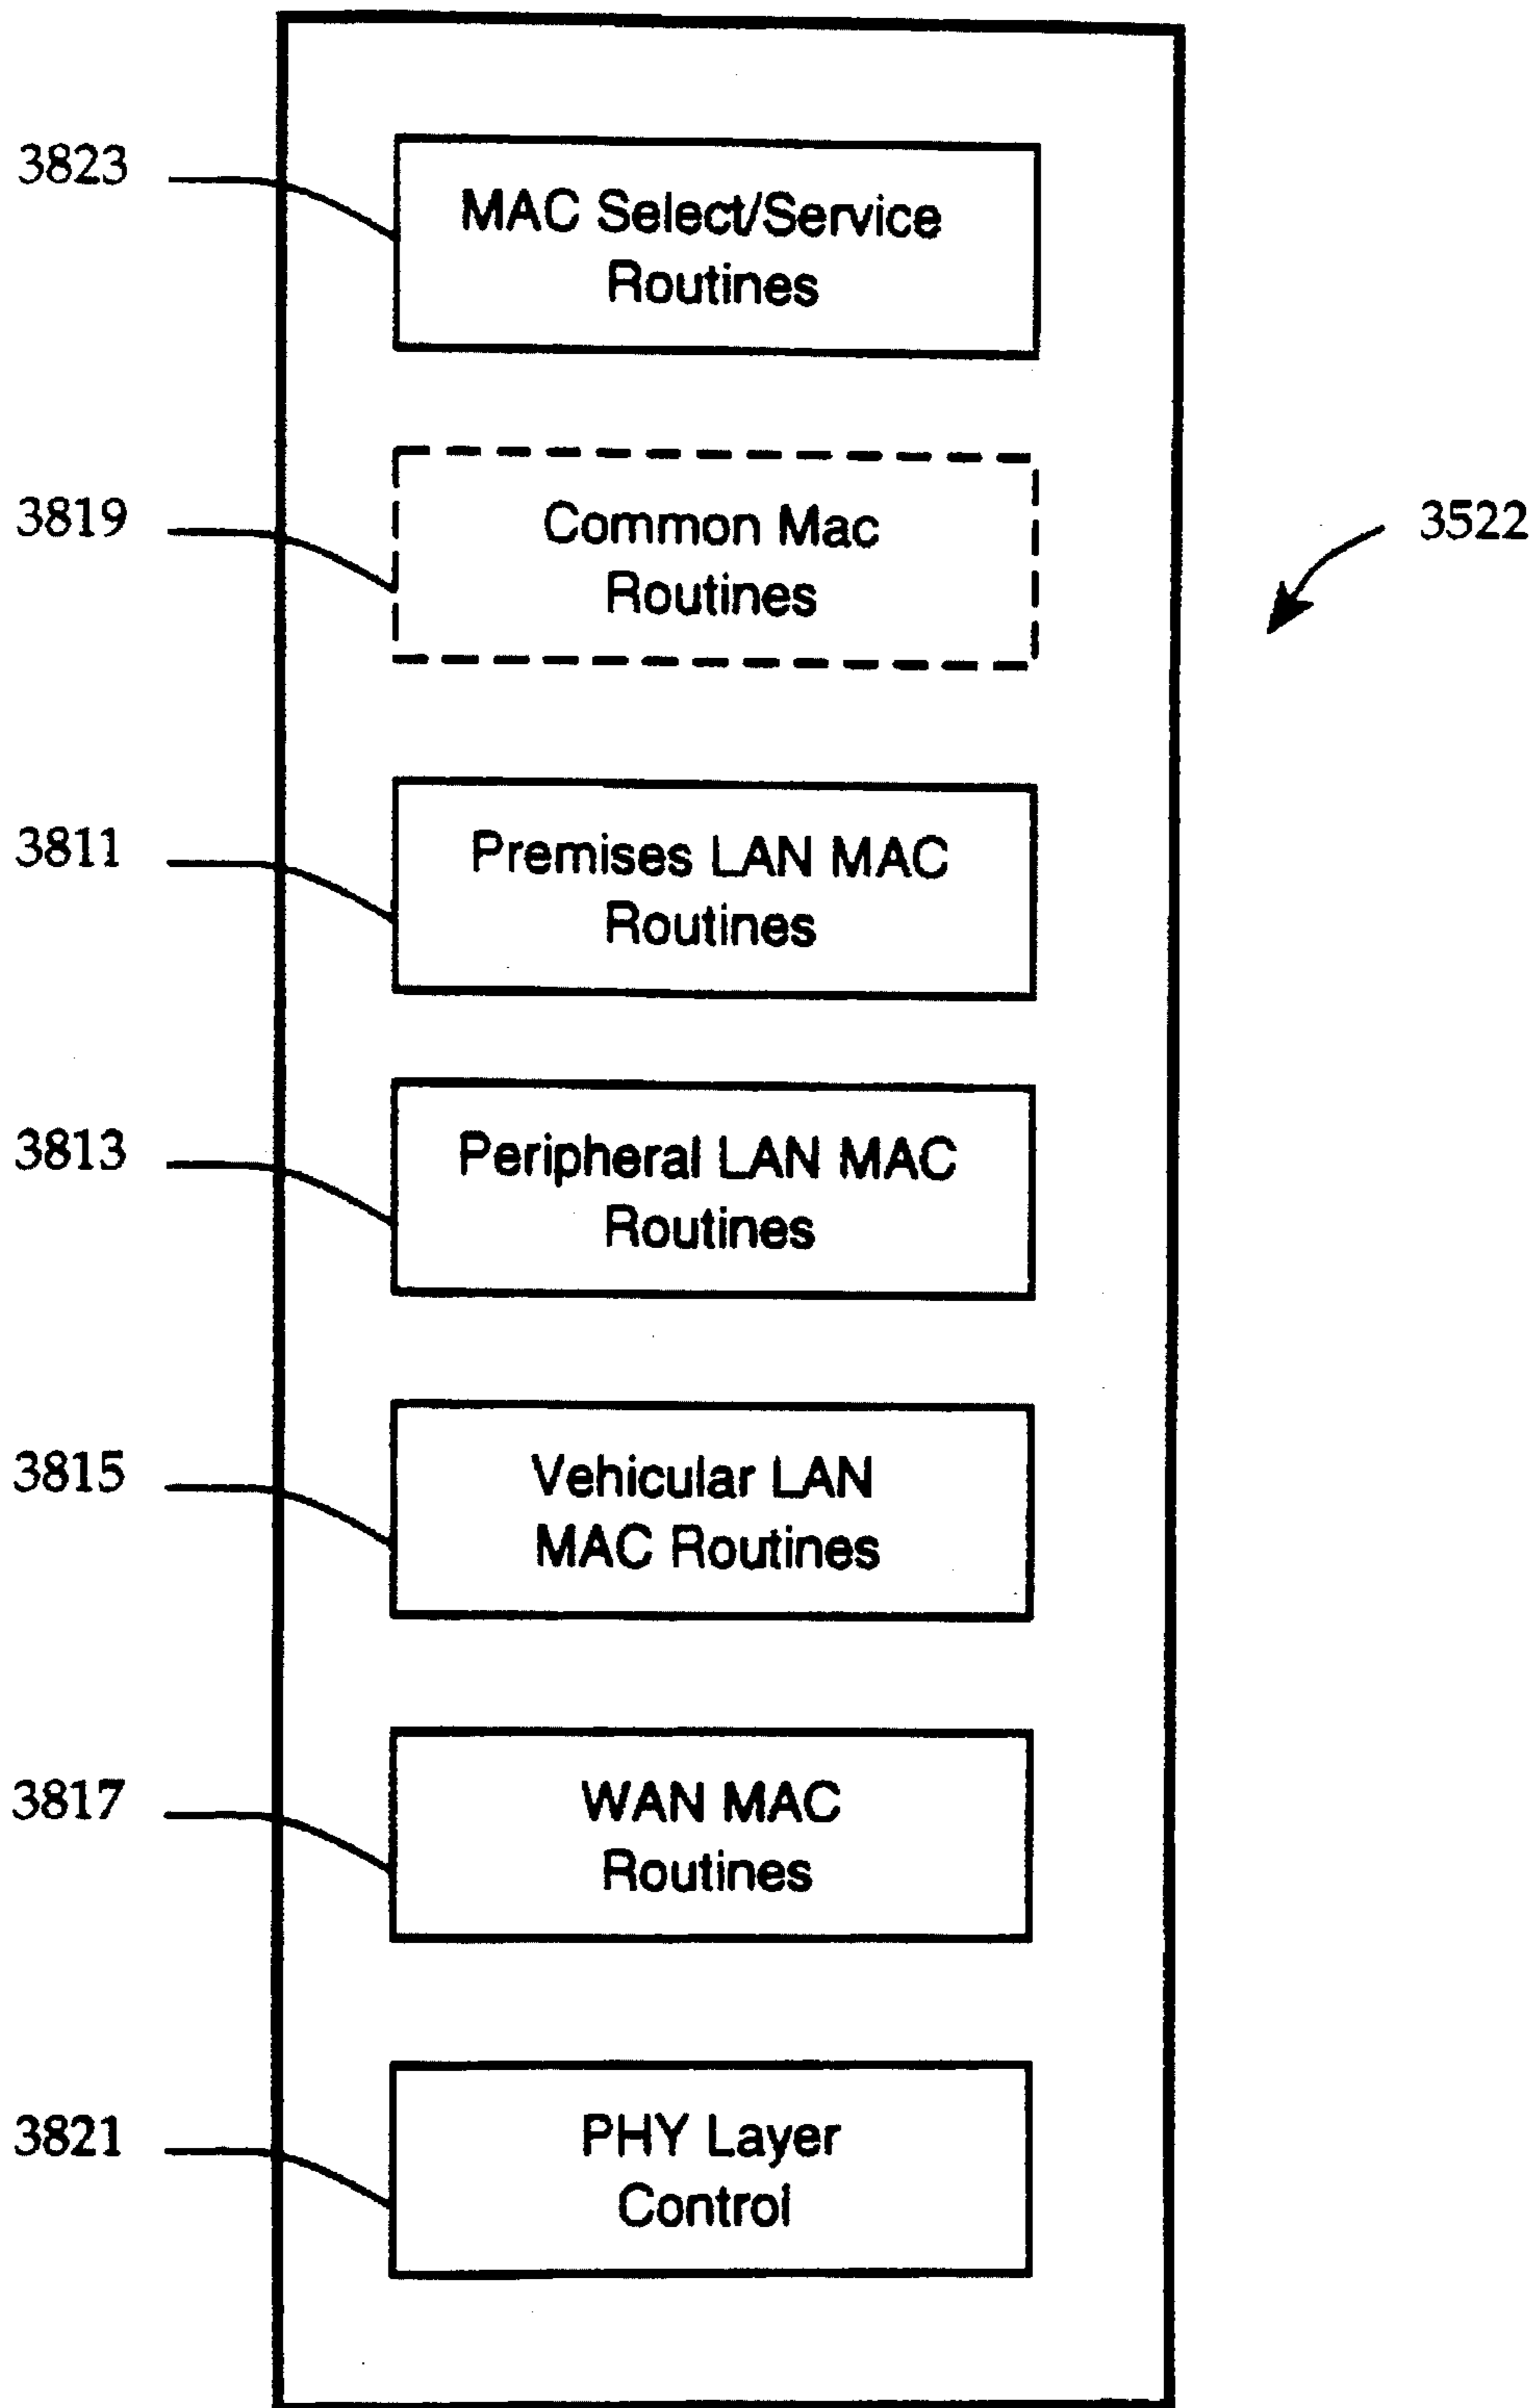 3823
MAC Select/Service
Routines
3819
Common Mac
Routines
3522
3811
Premises LAN MAC
Routines
3813
Peripheral LAN MAC
Routines
3815
Vehicular LAN
MAC Routines
3817
WAN MAC
Routines
3821
PHY Layer
Control